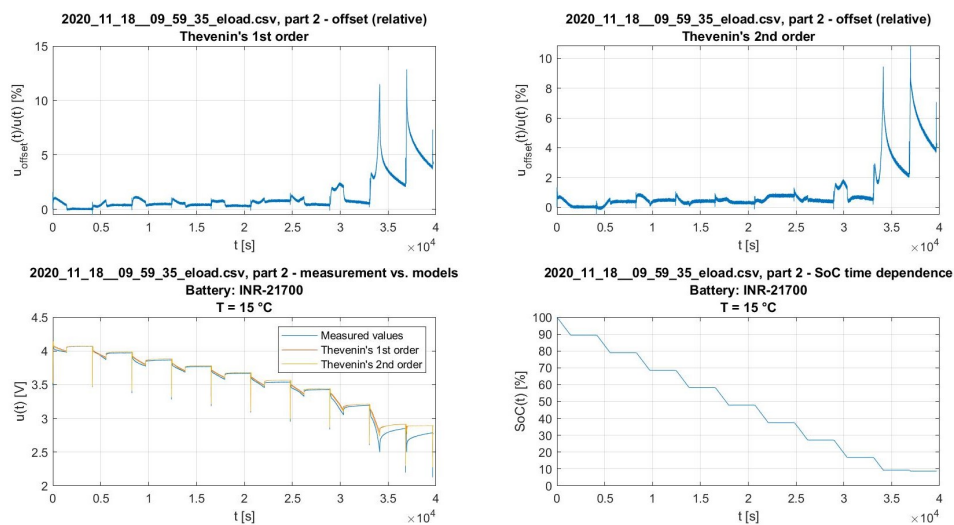 2020_11_18__09_59_35_eload.csv, part 2 - offset (relative)
Thevenin's 1st order
15
10
5
0
u_offset(t)/u(t) [%]
0 0.5 1 1.5 2 2.5 3 3.5 4
t [s]
×10^4
2020_11_18__09_59_35_eload.csv, part 2 - offset (relative)
Thevenin's 2nd order
10
8
6
4
2
0
u_offset(t)/u(t) [%]
0 0.5 1 1.5 2 2.5 3 3.5 4
t [s]
×10^4
2020_11_18__09_59_35_eload.csv, part 2 - measurement vs. models
Battery: INR-21700
T = 15 °C
4.5
4
3.5
3
2.5
2
u(t) [V]
Measured values
Thevenin's 1st order
Thevenin's 2nd order
0 0.5 1 1.5 2 2.5 3 3.5 4
t [s]
×10^4
2020_11_18__09_59_35_eload.csv, part 2 - SoC time dependence
Battery: INR-21700
T = 15 °C
100
90
80
70
60
50
40
30
20
10
0
SoC(t) [%]
0 0.5 1 1.5 2 2.5 3 3.5 4
t [s]
×10^4